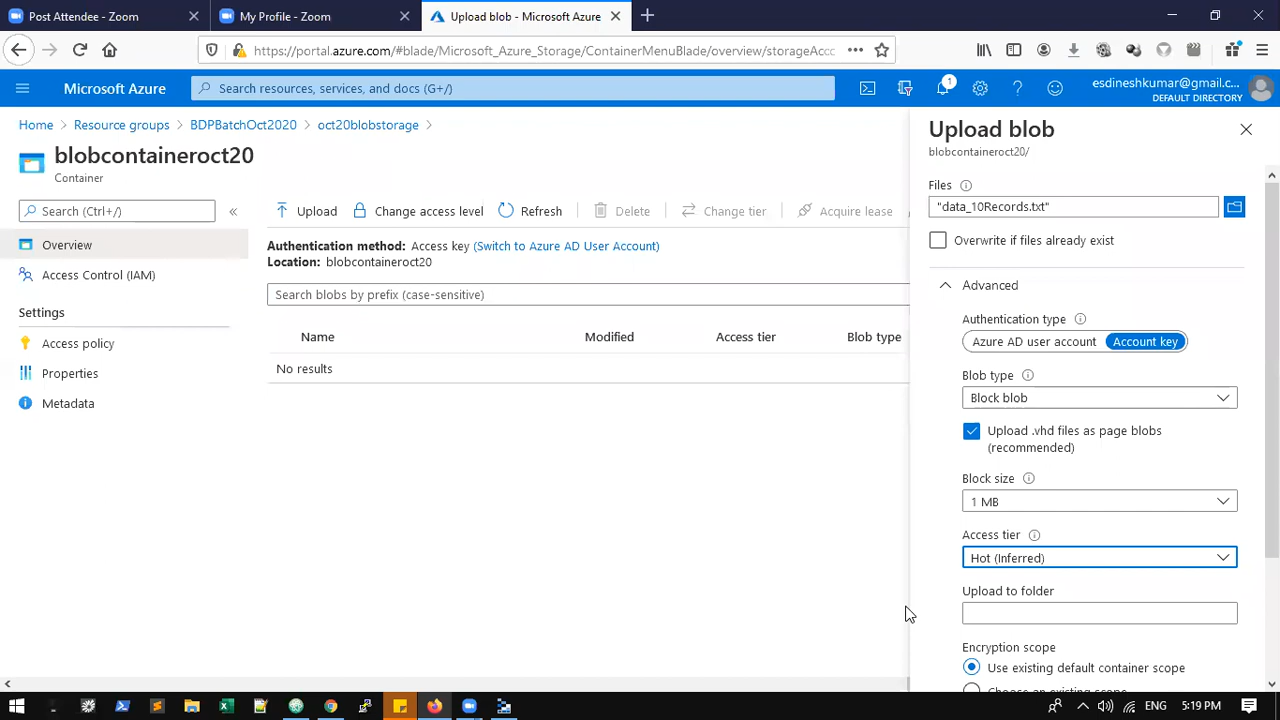 Post Attendee - Zoom
My Profile - Zoom
Upload blob - Microsoft Azure
https://portal.azure.com/#blade/Microsoft_Azure_Storage/ContainerMenuBlade/overview/storageAcc
Microsoft Azure
Search resources, services, and docs (G+/)
1
esdineshkumar@gmail.c...
DEFAULT DIRECTORY
Home > Resource groups > BDPBatchOct2020 > oct20blobstorage >
blobcontaineroct20
Container
Search (Ctrl+/)
Overview
Access Control (IAM)
Settings
Access policy
Properties
Metadata
Upload
Change access level
Refresh
Delete
Change tier
Acquire lease
Authentication method: Access key (Switch to Azure AD User Account)
Location: blobcontaineroct20
Search blobs by prefix (case-sensitive)
Name
Modified
Access tier
Blob type
No results
Upload blob
blobcontaineroct20/
Files
"data_10Records.txt"
Overwrite if files already exist
Advanced
Authentication type
Azure AD user account
Account key
Blob type
Block blob
Upload .vhd files as page blobs
(recommended)
Block size
1 MB
Access tier
Hot (Inferred)
Upload to folder
Encryption scope
Use existing default container scope
Choose an existing scope
ENG
5:19 PM